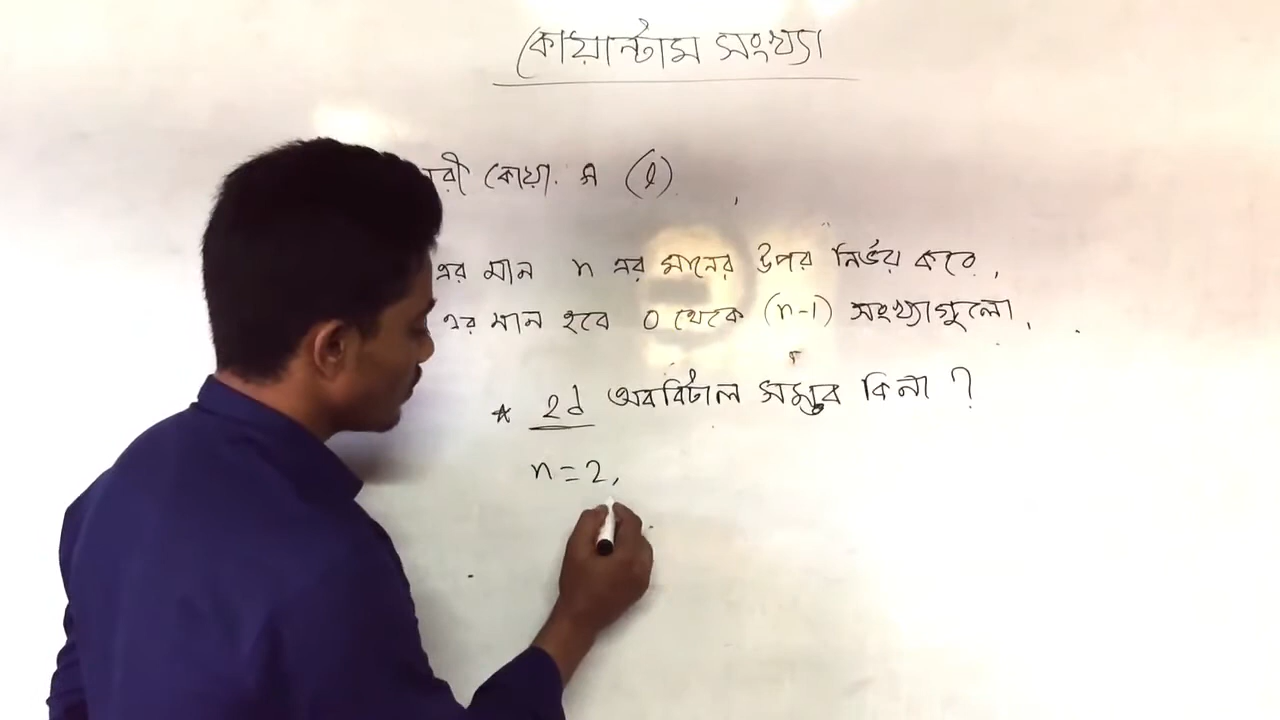 কোয়ান্টাম সংখ্যা
রী কোয়া. স (l)
এর মান n এর মানের উপর নির্ভর করে,
এর মান হবে 0 থেকে (n-1) সংখ্যাগুলো,
* 2d অরবিটাল সম্ভব কিনা ?
n = 2,